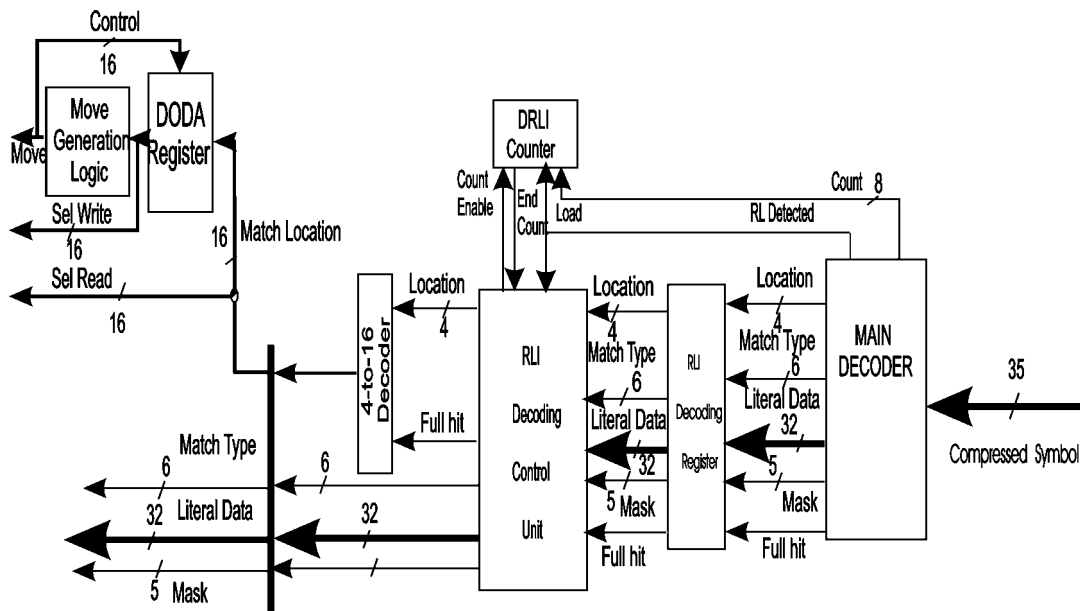 Control
16
Move
Generation
Logic
DODA
Register
Move
Sel Write
16
16
Match Location
Sel Read
16
DRLI
Counter
Count
Enable
End
Count
Load
Count
8
RL Detected
Location
4
4-to-16
Decoder
Full hit
RLI
Decoding
Control
Unit
Location
4
Match Type
6
Literal Data
32
5
Mask
Full hit
RLI
Decoding
Register
Location
4
Match Type
6
Literal Data
32
5
Mask
Full hit
MAIN
DECODER
35
Compressed Symbol
Match Type
6
6
Literal Data
32
32
5
Mask